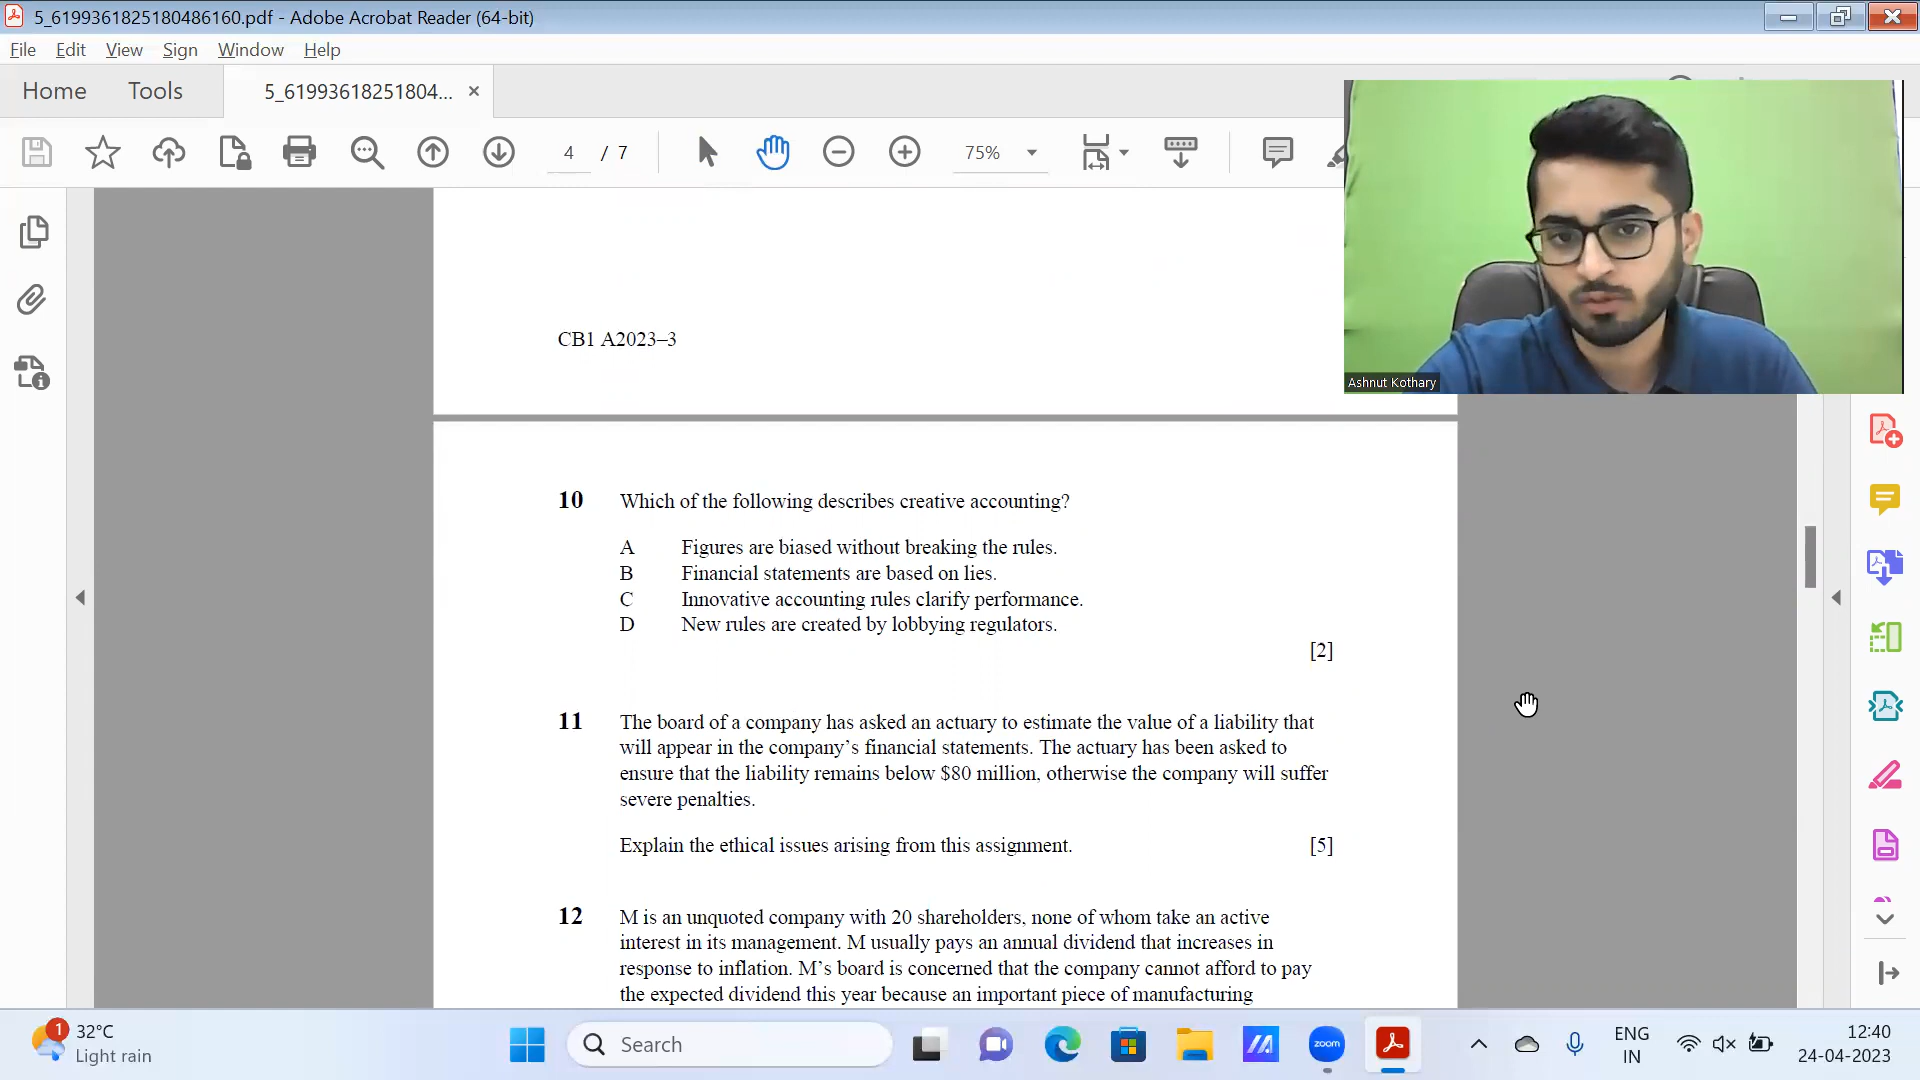 5_6199361825180486160.pdf - Adobe Acrobat Reader (64-bit)
File Edit View Sign Window Help
Home Tools 5_61993618251804... ×
4 / 7 75%
Ashnut Kothary
CB1 A2023–3
10 Which of the following describes creative accounting?
A Figures are biased without breaking the rules.
B Financial statements are based on lies.
C Innovative accounting rules clarify performance.
D New rules are created by lobbying regulators.
[2]
11 The board of a company has asked an actuary to estimate the value of a liability that
will appear in the company’s financial statements. The actuary has been asked to
ensure that the liability remains below $80 million, otherwise the company will suffer
severe penalties.
Explain the ethical issues arising from this assignment. [5]
12 M is an unquoted company with 20 shareholders, none of whom take an active
interest in its management. M usually pays an annual dividend that increases in
response to inflation. M’s board is concerned that the company cannot afford to pay
the expected dividend this year because an important piece of manufacturing
1 32°C
Light rain
Search
zoom
ENG
IN
12:40
24-04-2023